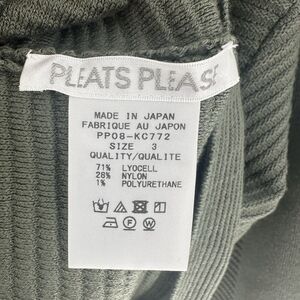 PLEATS PLEASE
MADE IN JAPAN
FABRIQUE AU JAPON
PP08-KC772
SIZE 3
QUALITY/QUALITE
71% LYOCELL
28% NYLON
1% POLYURETHANE